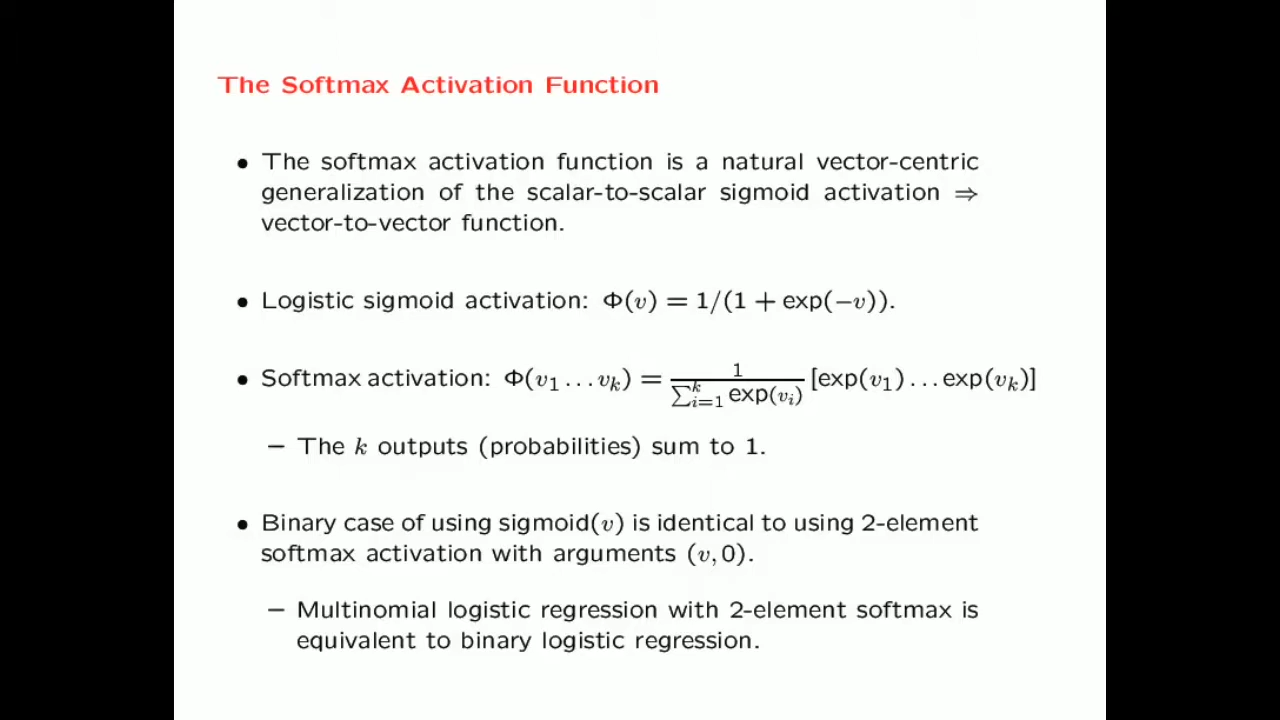 The Softmax Activation Function
• The softmax activation function is a natural vector-centric
generalization of the scalar-to-scalar sigmoid activation ⇒
vector-to-vector function.
• Logistic sigmoid activation: Φ(v) = 1/(1 + exp(−v)).
• Softmax activation: Φ(v₁ . . . vₖ) = \frac{1}{\sum_{i=1}^{k} exp(v_i)} [exp(v₁) . . . exp(vₖ)]
– The k outputs (probabilities) sum to 1.
• Binary case of using sigmoid(v) is identical to using 2-element
softmax activation with arguments (v, 0).
– Multinomial logistic regression with 2-element softmax is
equivalent to binary logistic regression.